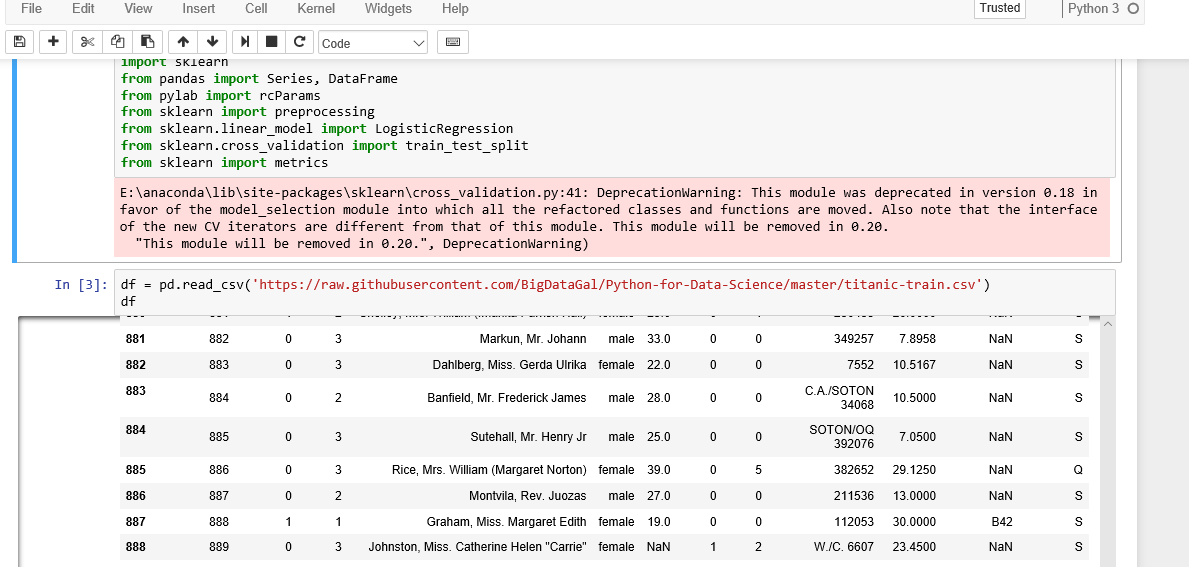 File Edit View Insert Cell Kernel Widgets Help Trusted Python 3
Code
import sklearn
from pandas import Series, DataFrame
from pylab import rcParams
from sklearn import preprocessing
from sklearn.linear_model import LogisticRegression
from sklearn.cross_validation import train_test_split
from sklearn import metrics
E:\anaconda\lib\site-packages\sklearn\cross_validation.py:41: DeprecationWarning: This module was deprecated in version 0.18 in
favor of the model_selection module into which all the refactored classes and functions are moved. Also note that the interface
of the new CV iterators are different from that of this module. This module will be removed in 0.20.
"This module will be removed in 0.20.", DeprecationWarning)
In [3]: df = pd.read_csv('https://raw.githubusercontent.com/BigDataGal/Python-for-Data-Science/master/titanic-train.csv')
df
881 882 0 3 Markun, Mr. Johann male 33.0 0 0 349257 7.8958 NaN S
882 883 0 3 Dahlberg, Miss. Gerda Ulrika female 22.0 0 0 7552 10.5167 NaN S
883 884 0 2 Banfield, Mr. Frederick James male 28.0 0 0 C.A./SOTON 10.5000 NaN S
34068
884 885 0 3 Sutehall, Mr. Henry Jr male 25.0 0 0 SOTON/OQ 7.0500 NaN S
392076
885 886 0 3 Rice, Mrs. William (Margaret Norton) female 39.0 0 5 382652 29.1250 NaN Q
886 887 0 2 Montvila, Rev. Juozas male 27.0 0 0 211536 13.0000 NaN S
887 888 1 1 Graham, Miss. Margaret Edith female 19.0 0 0 112053 30.0000 B42 S
888 889 0 3 Johnston, Miss. Catherine Helen "Carrie" female NaN 1 2 W./C. 6607 23.4500 NaN S